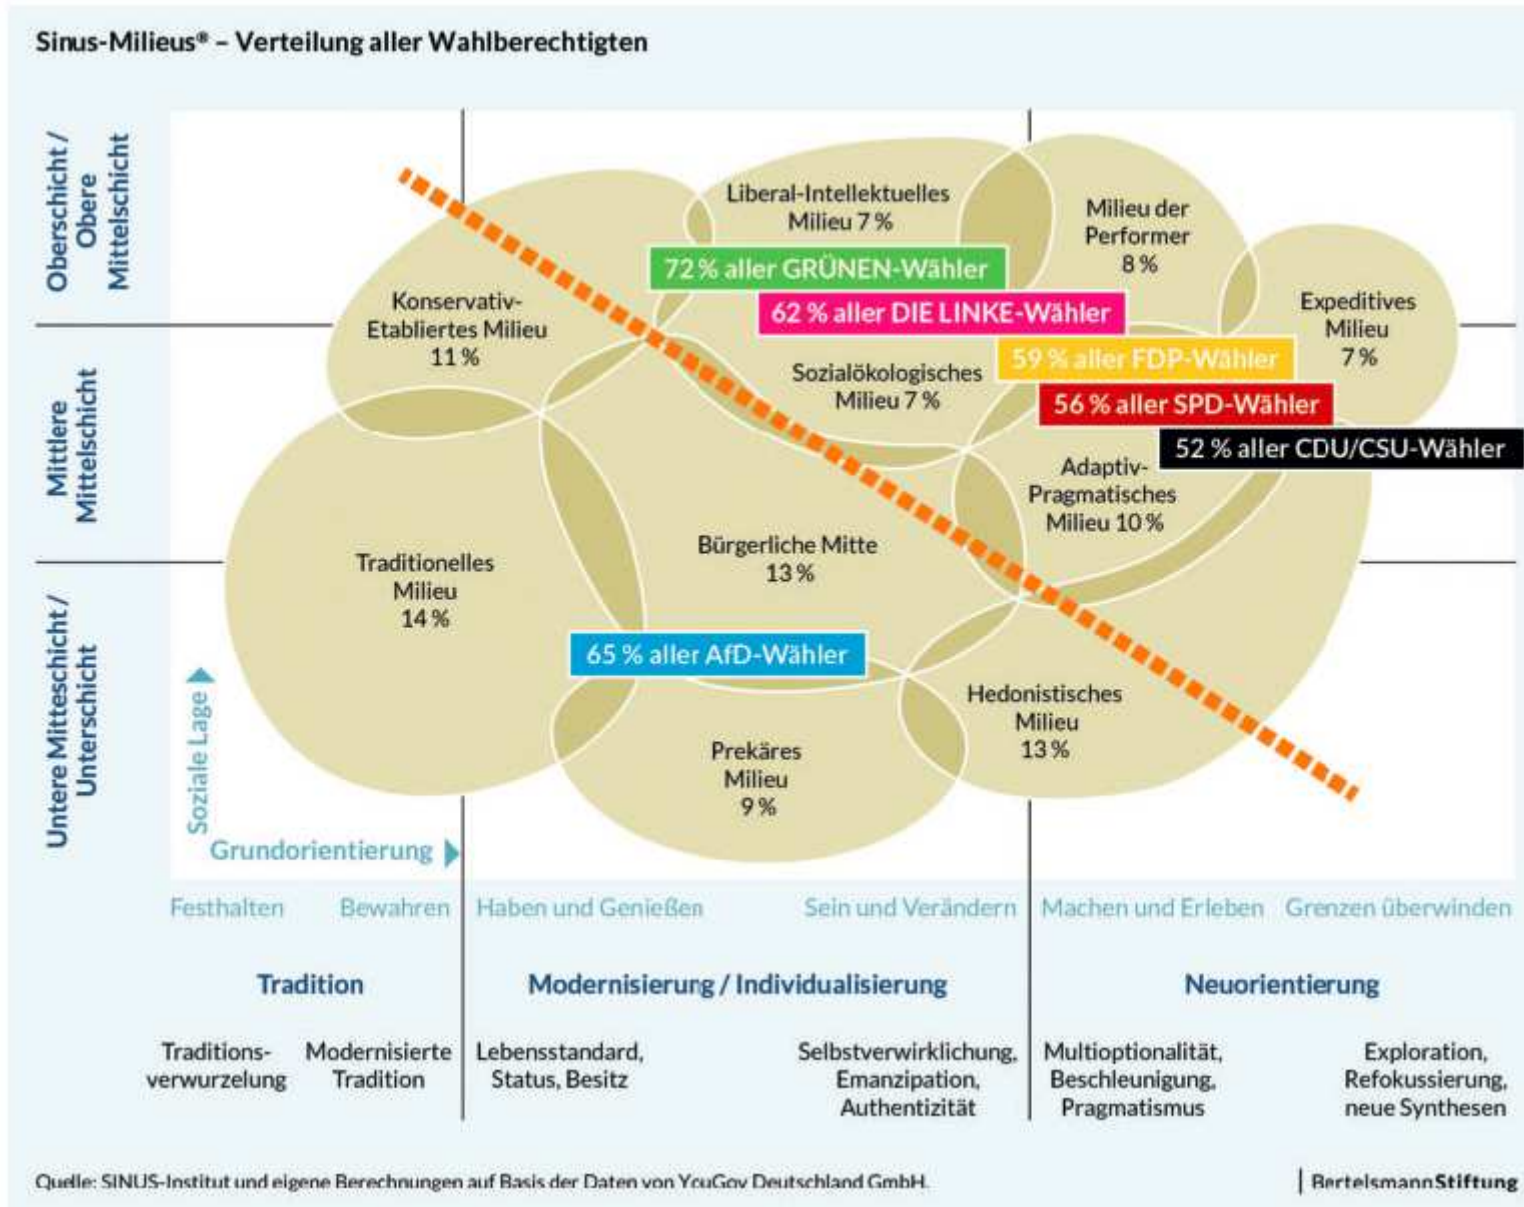 Sinus-Milieus® – Verteilung aller Wahlberechtigten
Oberschicht /
Obere
Mittelschicht
Mittlere
Mittelschicht
Untere Mitteschicht /
Unterschicht
Soziale Lage
Grundorientierung
Liberal-Intellektuelles
Milieu 7 %
Milieu der
Performer
8 %
72 % aller GRÜNEN-Wähler
62 % aller DIE LINKE-Wähler
Konservativ-
Etabliertes Milieu
11 %
Expeditives
Milieu
7 %
59 % aller FDP-Wähler
Sozialökologisches
Milieu 7 %
56 % aller SPD-Wähler
52 % aller CDU/CSU-Wähler
Adaptiv-
Pragmatisches
Milieu 10 %
Bürgerliche Mitte
13 %
Traditionelles
Milieu
14 %
65 % aller AfD-Wähler
Hedonistisches
Milieu
13 %
Prekäres
Milieu
9 %
Festhalten
Bewahren
Haben und Genießen
Sein und Verändern
Machen und Erleben
Grenzen überwinden
Tradition
Modernisierung / Individualisierung
Neuorientierung
Traditions-
verwurzelung
Modernisierte
Tradition
Lebensstandard,
Status, Besitz
Selbstverwirklichung,
Emanzipation,
Authentizität
Multioptionalität,
Beschleunigung,
Pragmatismus
Exploration,
Refokussierung,
neue Synthesen
Quelle: SINUS-Institut und eigene Berechnungen auf Basis der Daten von YouGov Deutschland GmbH.
BertelsmannStiftung